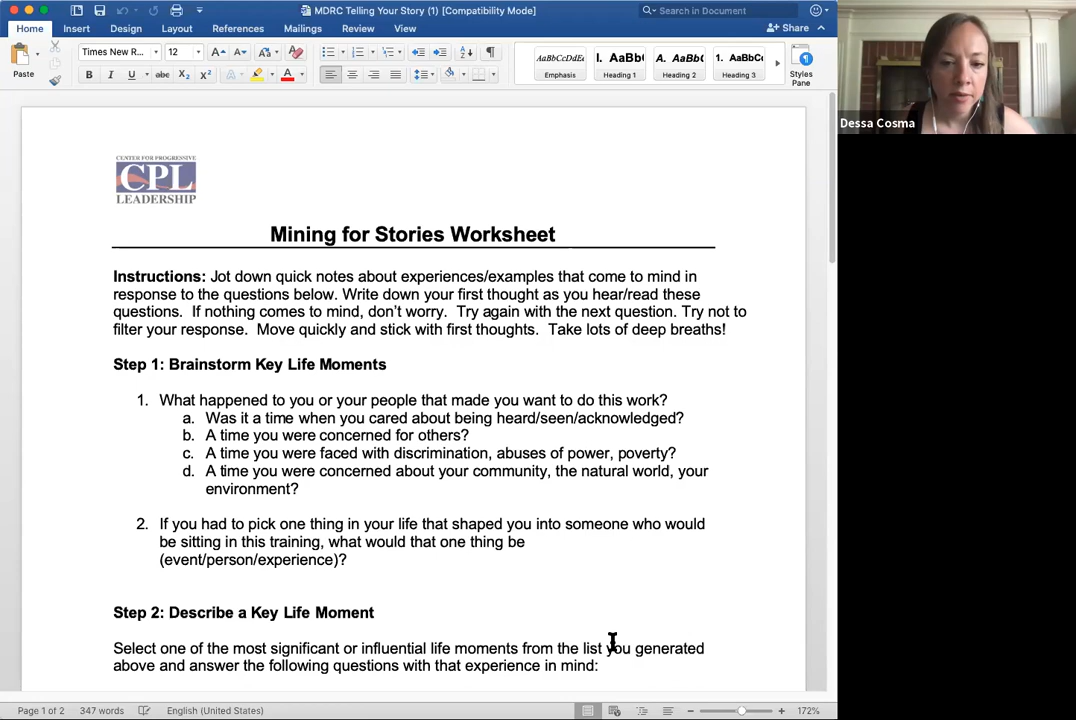 MDRC Telling Your Story (1) [Compatibility Mode]
Search in Document
Home Insert Design Layout References Mailings Review View
Share
Paste
Times New R... 12
AaBbCcDdEe
I. AaBb(
A. AaBb(
1. AaBbC(
Emphasis Heading 1 Heading 2 Heading 3
Styles
Pane
Dessa Cosma
CENTER FOR PROGRESSIVE
CPL
LEADERSHIP
Mining for Stories Worksheet
Instructions: Jot down quick notes about experiences/examples that come to mind in
response to the questions below. Write down your first thought as you hear/read these
questions. If nothing comes to mind, don't worry. Try again with the next question. Try not to
filter your response. Move quickly and stick with first thoughts. Take lots of deep breaths!
Step 1: Brainstorm Key Life Moments
1. What happened to you or your people that made you want to do this work?
a. Was it a time when you cared about being heard/seen/acknowledged?
b. A time you were concerned for others?
c. A time you were faced with discrimination, abuses of power, poverty?
d. A time you were concerned about your community, the natural world, your
environment?
2. If you had to pick one thing in your life that shaped you into someone who would
be sitting in this training, what would that one thing be
(event/person/experience)?
Step 2: Describe a Key Life Moment
Select one of the most significant or influential life moments from the list you generated
above and answer the following questions with that experience in mind:
Page 1 of 2 347 words English (United States) 172%